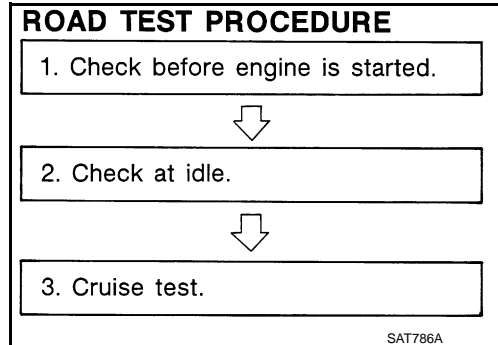 ROAD TEST PROCEDURE
1. Check before engine is started.
2. Check at idle.
3. Cruise test.
SAT786A